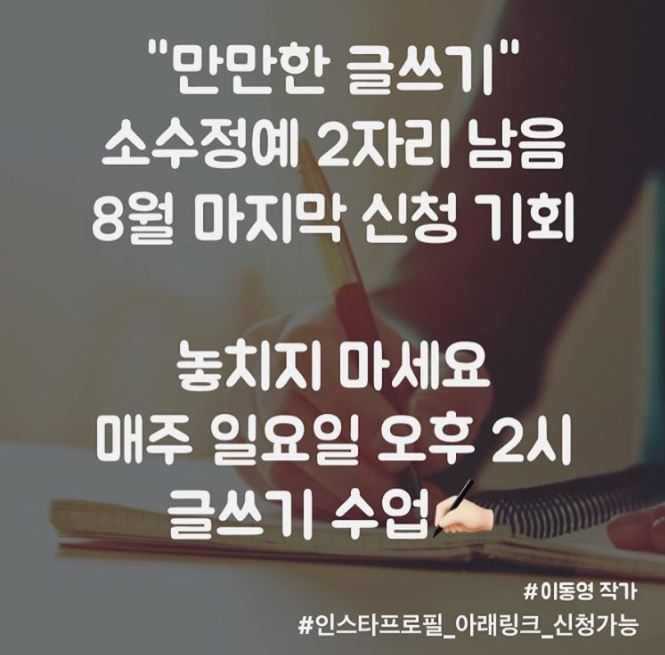 "만만한 글쓰기"
소수정예 2자리 남음
8월 마지막 신청 기회
놓치지 마세요
매주 일요일 오후 2시
글쓰기 수업✍🏻
#이동영 작가
#인스타프로필_아래링크_신청가능